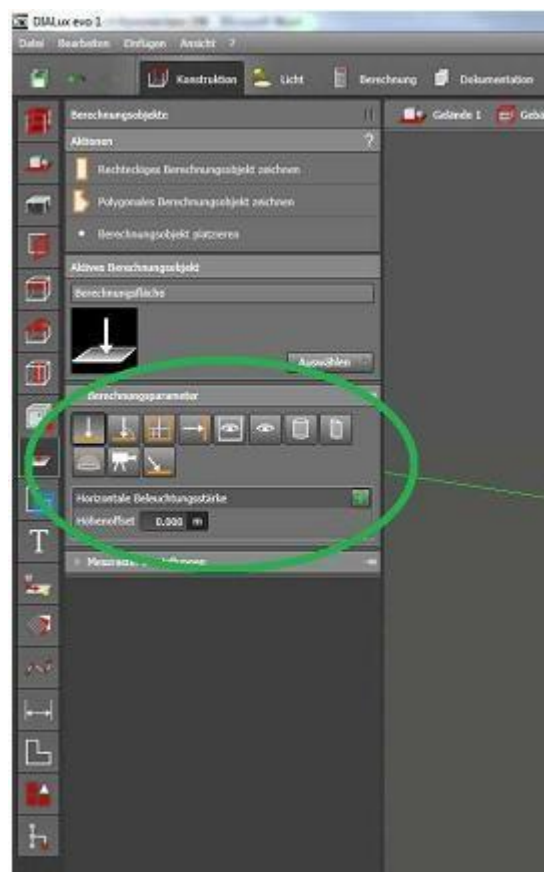 DIALux evo 1
Datei Bearbeiten Einfügen Ansicht ?
Konstruktion Licht Berechnung Dokumentation
Berechnungsobjekte
Gelände 1 Gebä
Aktionen ?
Rechteckiges Berechnungsobjekt zeichnen
Polygonales Berechnungsobjekt zeichnen
Berechnungsobjekt platzieren
Aktives Berechnungsobjekt
Berechnungsfläche
Auswählen
Berechnungsparameter
Horizontale Beleuchtungsstärke
Höhenoffset 0.000 m
T